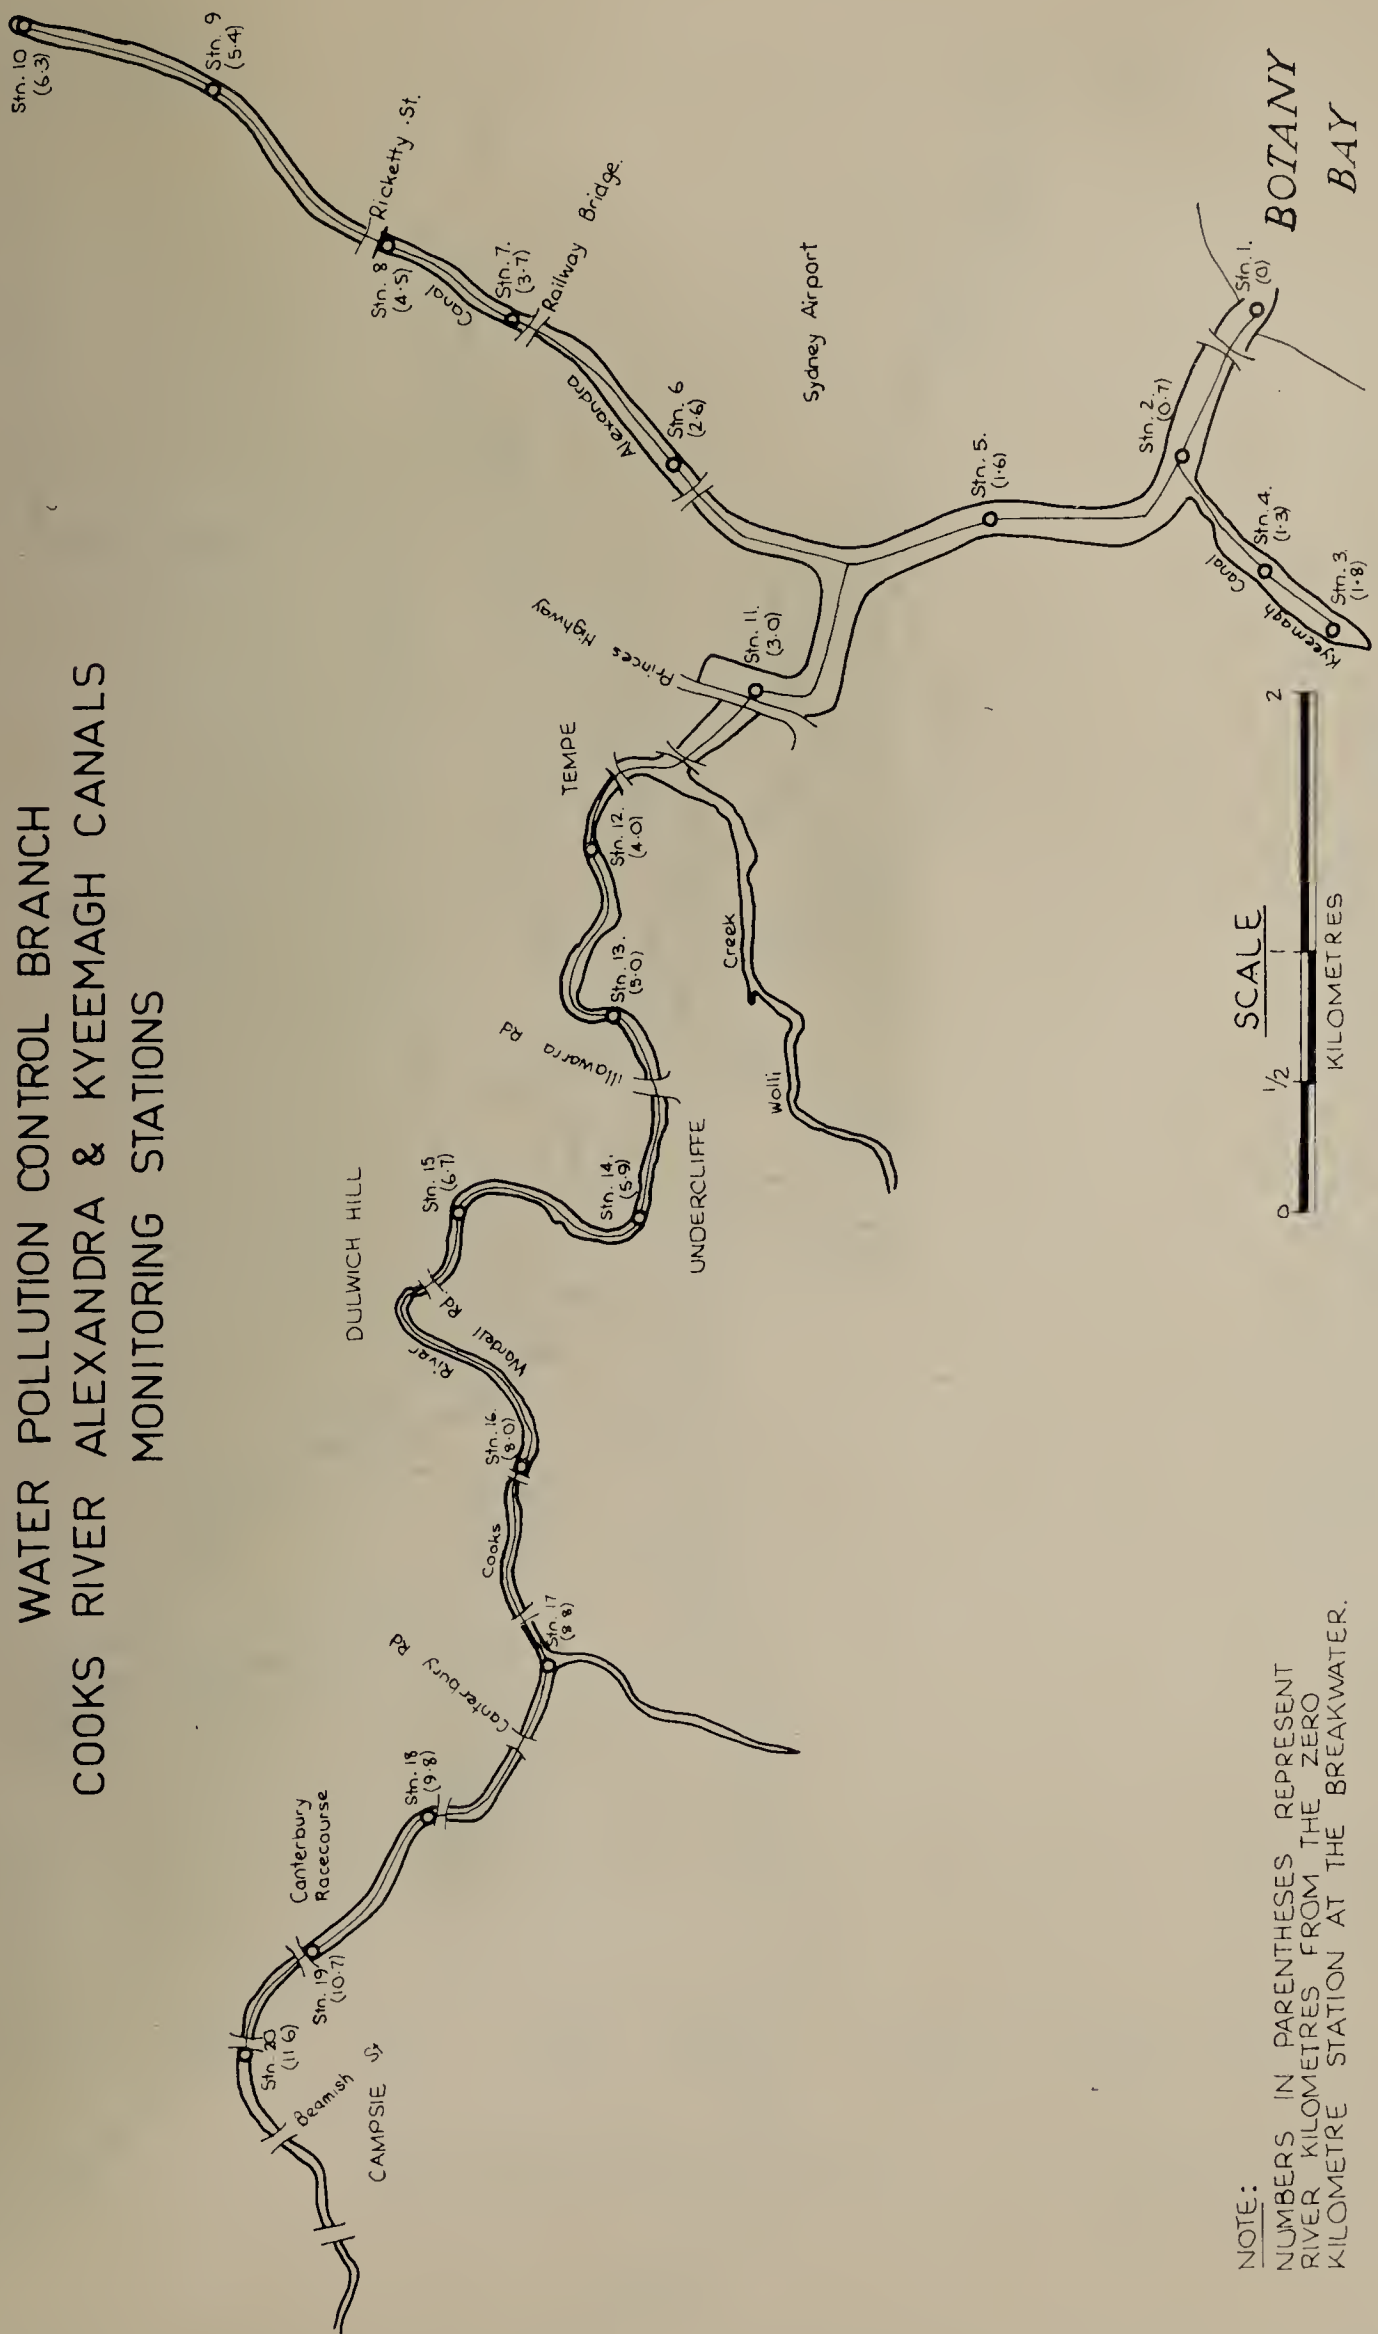 WATER POLLUTION CONTROL BRANCH
COOKS RIVER ALEXANDRA & KYEEMAGH CANALS
MONITORING STATIONS
Stn. 10
(6·3)
Stn. 9
(5·4)
Ricketty St.
Stn. 8
(4·5)
Canal
Stn. 7.
(3·7)
Railway Bridge.
Alexandra
Stn. 6
(2·6)
Sydney Airport
Stn. 5.
(1·6)
Stn. 2
(0·7)
Stn. 1.
(0)
BOTANY
BAY
Stn. 4.
(1·3)
Canal
Kyeemagh
Stn. 3.
(1·8)
Princes Highway
Stn. 11.
(3·0)
TEMPE
Stn. 12.
(4·0)
Stn. 13.
(5·0)
Illawarra Rd
Creek
Wolli
UNDERCLIFFE
Stn. 14.
(5·9)
Stn. 15
(6·7)
DULWICH HILL
Wardell Rd.
River
Stn. 16.
(8·0)
Cooks
Stn. 17
(8·8)
Canterbury Rd
Stn. 18
(9·8)
Canterbury
Racecourse
Stn. 19
(10·7)
Stn. 20
(11·6)
Beamish St
CAMPSIE
SCALE
0 1/2 1 2
KILOMETRES
NOTE:
NUMBERS IN PARENTHESES REPRESENT
RIVER KILOMETRES FROM THE ZERO
KILOMETRE STATION AT THE BREAKWATER.